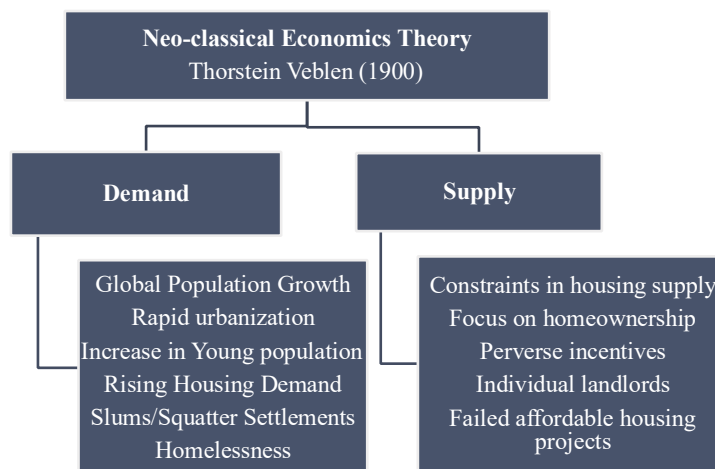 Neo-classical Economics Theory
Thorstein Veblen (1900)
Demand
Supply
Global Population Growth
Rapid urbanization
Increase in Young population
Rising Housing Demand
Slums/Squatter Settlements
Homelessness
Constraints in housing supply
Focus on homeownership
Perverse incentives
Individual landlords
Failed affordable housing
projects